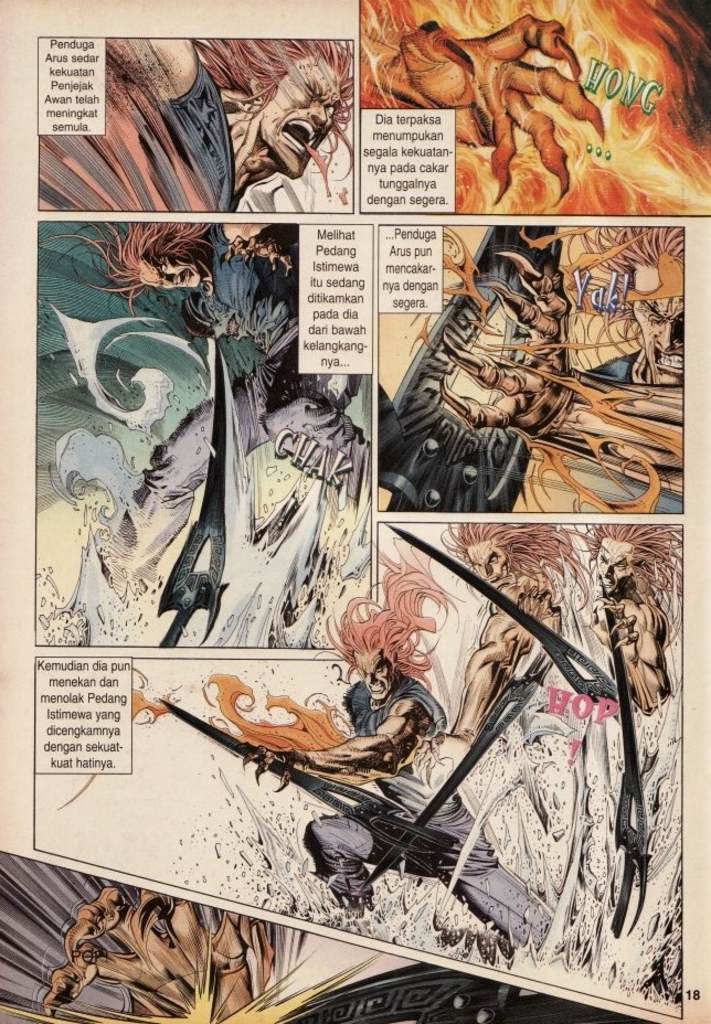 Penduga
Arus sedar
kekuatan
Penjejak
Awan telah
meningkat
semula.
HONG
...
Dia terpaksa
menumpukan
segala kekuatan-
nya pada cakar
tunggalnya
dengan segera.
Melihat
Pedang
Istimewa
itu sedang
ditikamkan
pada dia
dari bawah
kelangkang-
nya...
CHAK
...Penduga
Arus pun
mencakar-
nya dengan
segera.
Yak!
Kemudian dia pun
menekan dan
menolak Pedang
Istimewa yang
dicengkamnya
dengan sekuat-
kuat hatinya.
HOP
!
POP!
18